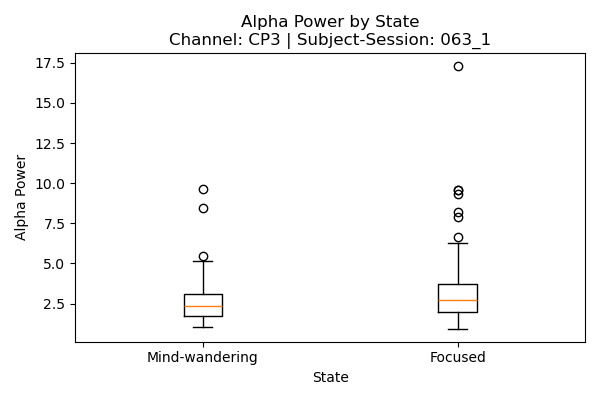 Alpha Power by State
Channel: CP3 | Subject-Session: 063_1
17.5
15.0
12.5
10.0
7.5
5.0
2.5
Alpha Power
Mind-wandering
Focused
State